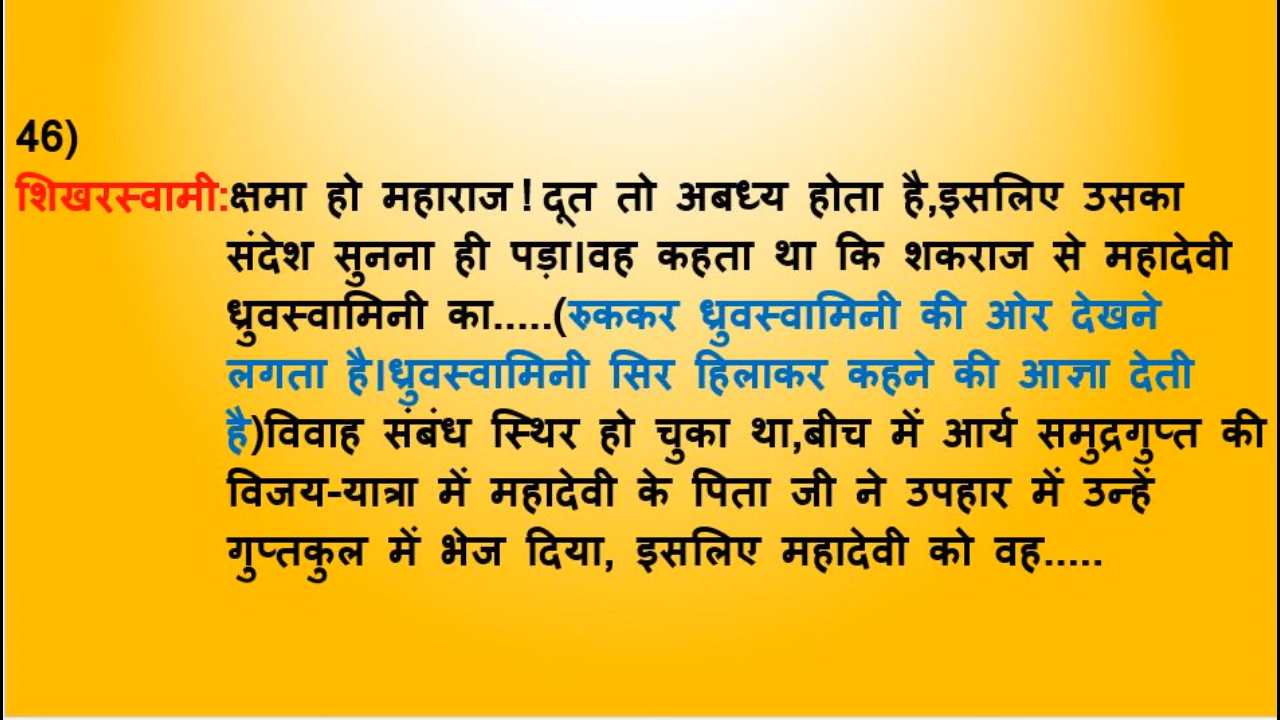 46)
शिखरस्वामी:क्षमा हो महाराज ! दूत तो अबध्य होता है,इसलिए उसका
संदेश सुनना ही पड़ा।वह कहता था कि शकराज से महादेवी
ध्रुवस्वामिनी का.....(रुककर ध्रुवस्वामिनी की ओर देखने
लगता है।ध्रुवस्वामिनी सिर हिलाकर कहने की आज्ञा देती
है)विवाह संबंध स्थिर हो चुका था,बीच में आर्य समुद्रगुप्त की
विजय-यात्रा में महादेवी के पिता जी ने उपहार में उन्हें
गुप्तकुल में भेज दिया, इसलिए महादेवी को वह.....